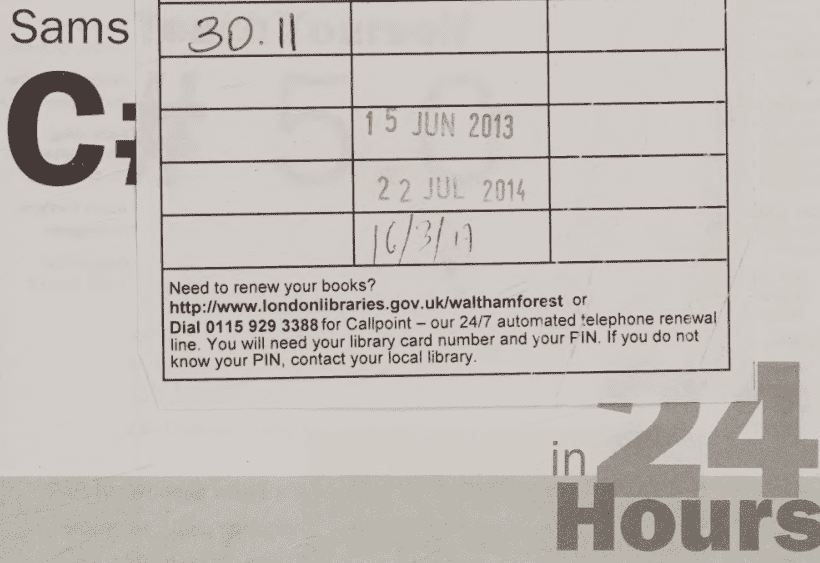 Sams
30.11
C#
15 JUN 2013
22 JUL 2014
16/3/17
Need to renew your books?
http://www.londonlibraries.gov.uk/walthamforest or
Dial 0115 929 3388 for Callpoint – our 24/7 automated telephone renewal
line. You will need your library card number and your PIN. If you do not
know your PIN, contact your local library.
in 24
Hours